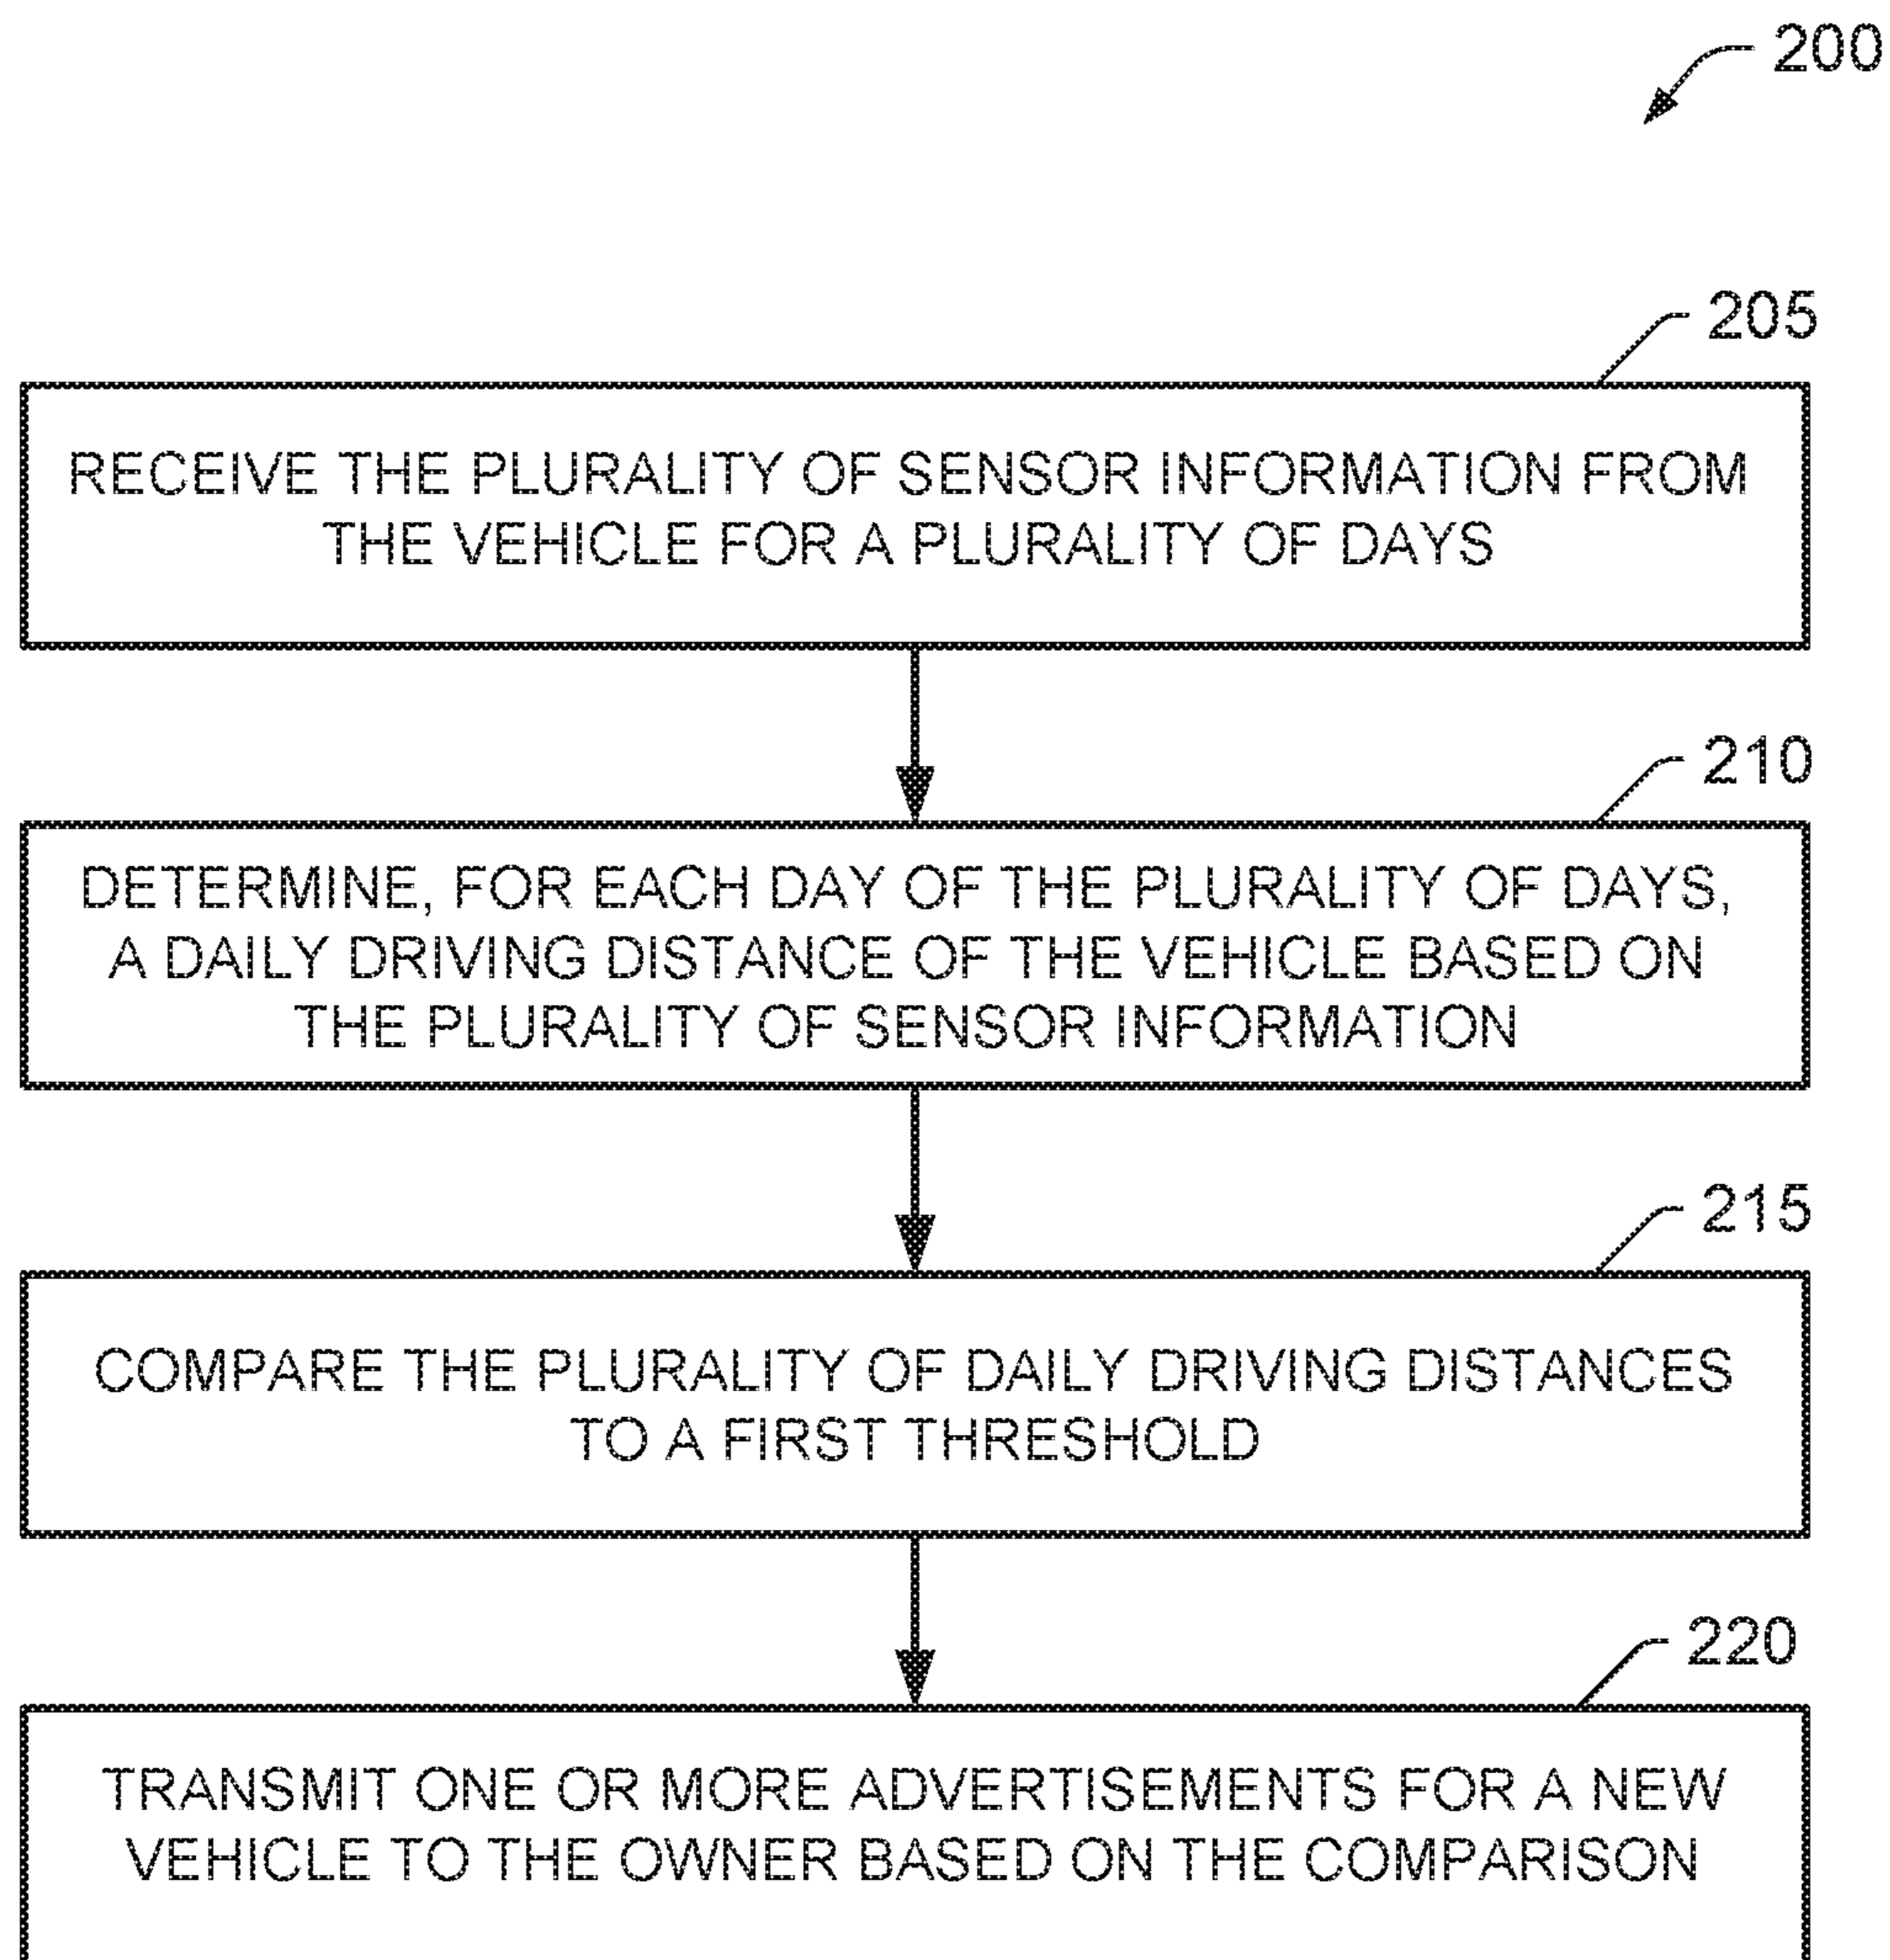 200
205
RECEIVE THE PLURALITY OF SENSOR INFORMATION FROM
THE VEHICLE FOR A PLURALITY OF DAYS
210
DETERMINE, FOR EACH DAY OF THE PLURALITY OF DAYS,
A DAILY DRIVING DISTANCE OF THE VEHICLE BASED ON
THE PLURALITY OF SENSOR INFORMATION
215
COMPARE THE PLURALITY OF DAILY DRIVING DISTANCES
TO A FIRST THRESHOLD
220
TRANSMIT ONE OR MORE ADVERTISEMENTS FOR A NEW
VEHICLE TO THE OWNER BASED ON THE COMPARISON